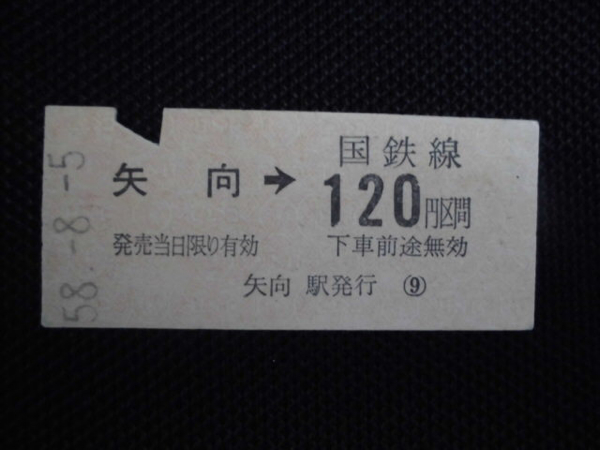 58.-8.-5
矢向→国鉄線
120円区間
発売当日限り有効 下車前途無効
矢向 駅発行 ⑨